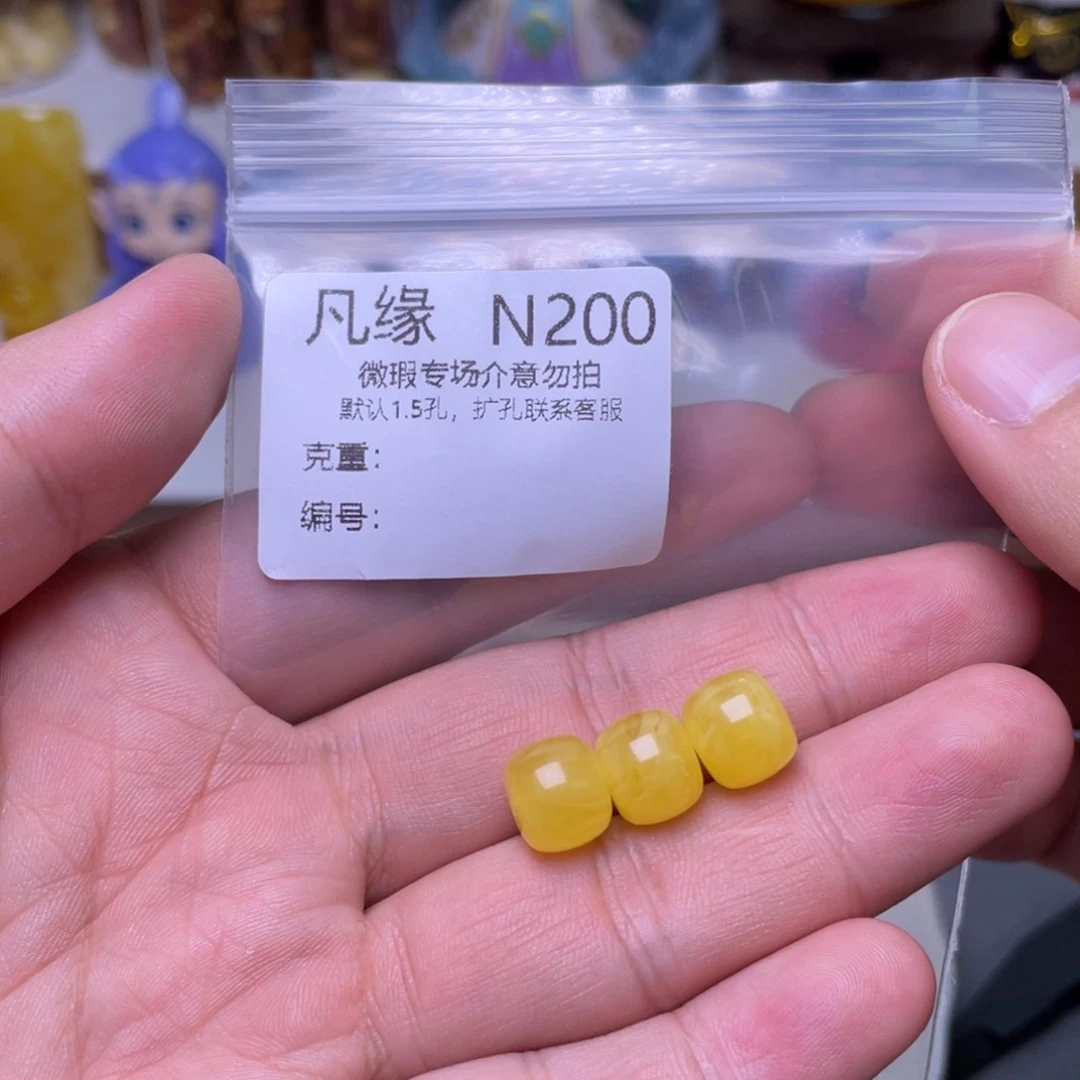 凡缘 N200
微瑕专场介意勿拍
默认1.5孔，扩孔联系客服
克重：
编号：